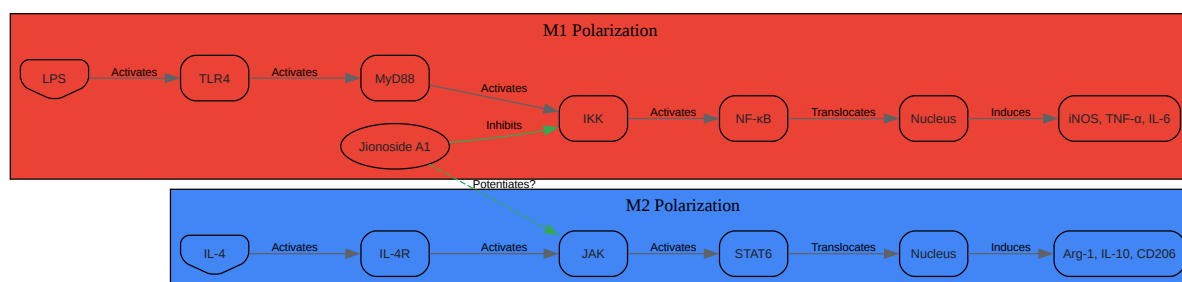 M1 Polarization
LPS
Activates
TLR4
Activates
MyD88
Activates
IKK
Activates
NF-κB
Translocates
Nucleus
Induces
iNOS, TNF-α, IL-6
Inhibits
Jionoside A1
Potentiates?
M2 Polarization
IL-4
Activates
IL-4R
Activates
JAK
Activates
STAT6
Translocates
Nucleus
Induces
Arg-1, IL-10, CD206